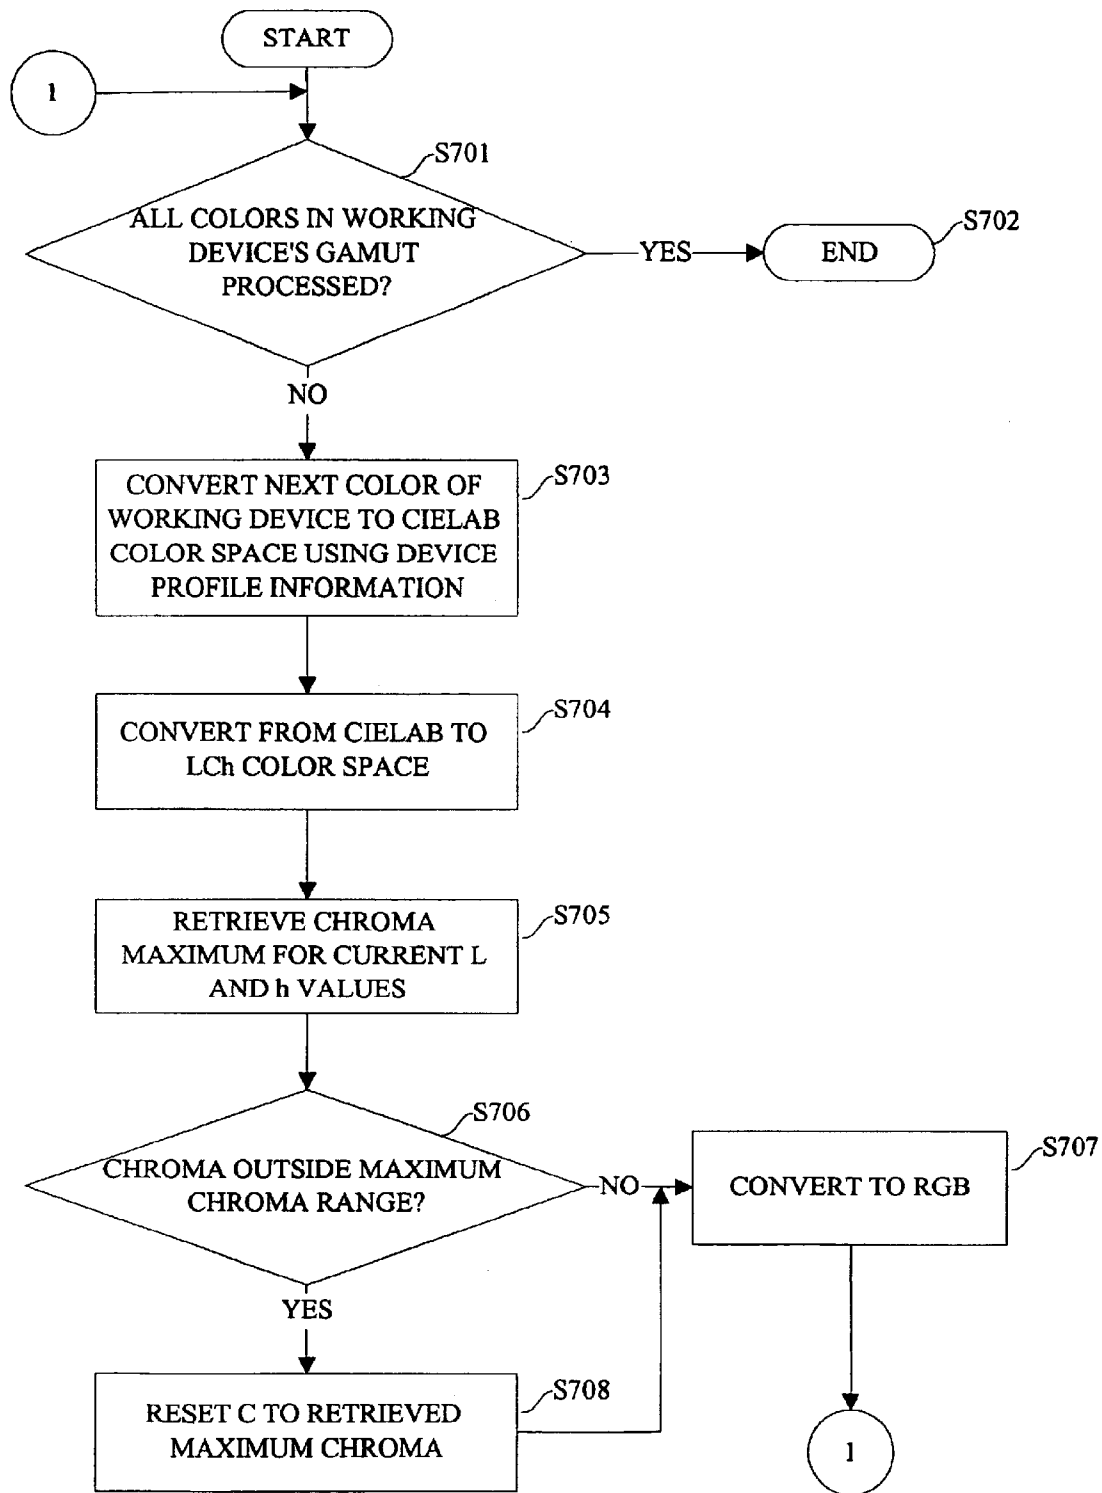 START
1
S701
ALL COLORS IN WORKING
DEVICE'S GAMUT
PROCESSED?
YES
END
S702
NO
CONVERT NEXT COLOR OF
WORKING DEVICE TO CIELAB
COLOR SPACE USING DEVICE
PROFILE INFORMATION
S703
CONVERT FROM CIELAB TO
LCh COLOR SPACE
S704
RETRIEVE CHROMA
MAXIMUM FOR CURRENT L
AND h VALUES
S705
CHROMA OUTSIDE MAXIMUM
CHROMA RANGE?
S706
NO
CONVERT TO RGB
S707
YES
RESET C TO RETRIEVED
MAXIMUM CHROMA
S708
1